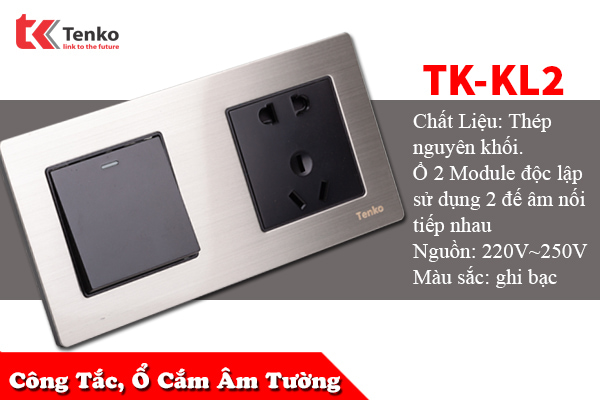 Tenko
link to the future
TK-KL2
Chất Liệu: Thép
nguyên khối.
Ổ 2 Module độc lập
sử dụng 2 đế âm nối
tiếp nhau
Nguồn: 220V~250V
Màu sắc: ghi bạc
Tenko
Công Tắc, Ổ Cắm Âm Tường